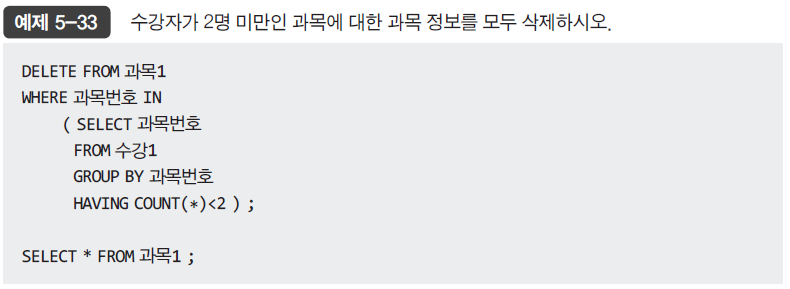 예제 5-33 수강자가 2명 미만인 과목에 대한 과목 정보를 모두 삭제하시오.
DELETE FROM 과목1
WHERE 과목번호 IN
( SELECT 과목번호
FROM 수강1
GROUP BY 과목번호
HAVING COUNT(*)<2 ) ;
SELECT * FROM 과목1 ;